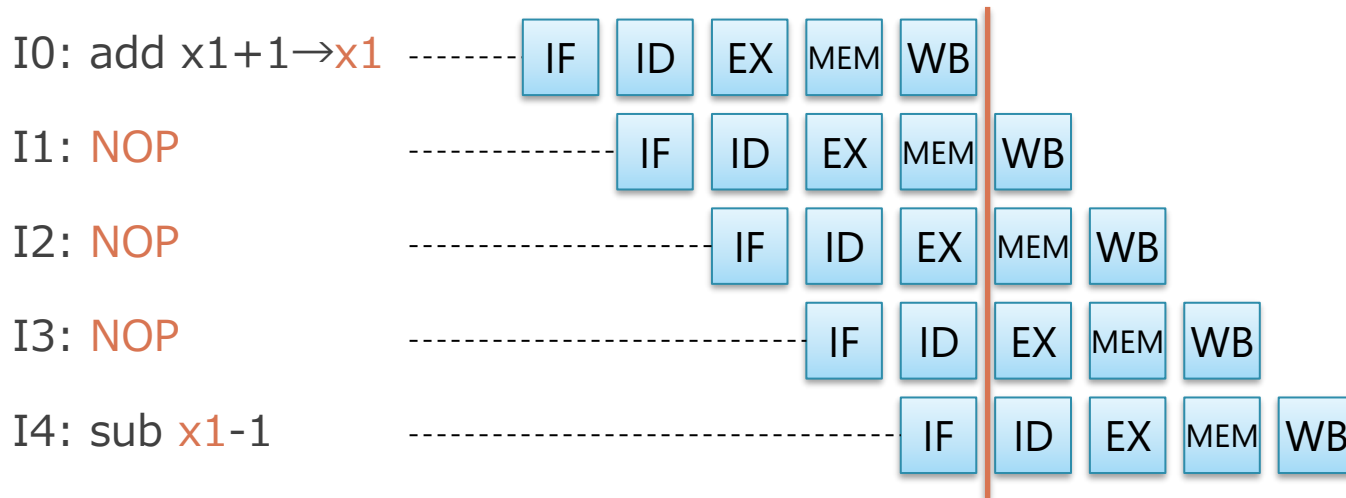 I0: add x1+1→x1 IF ID EX MEM WB
I1: NOP IF ID EX MEM WB
I2: NOP IF ID EX MEM WB
I3: NOP IF ID EX MEM WB
I4: sub x1-1 IF ID EX MEM WB